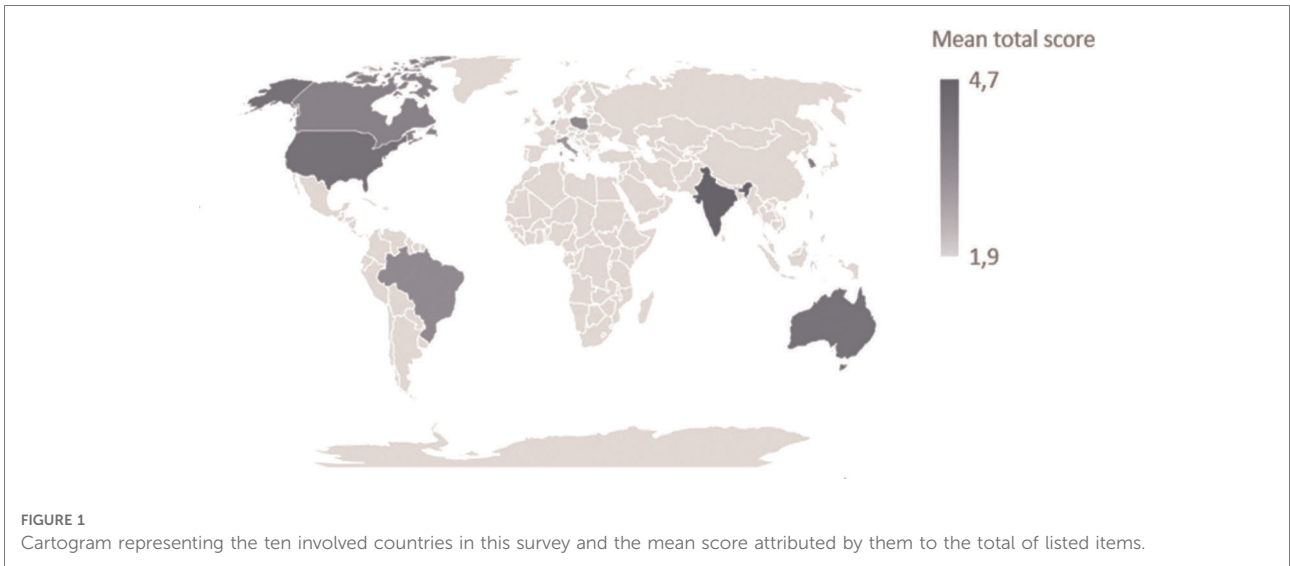 Mean total score
4,7
1,9
FIGURE 1
Cartogram representing the ten involved countries in this survey and the mean score attributed by them to the total of listed items.